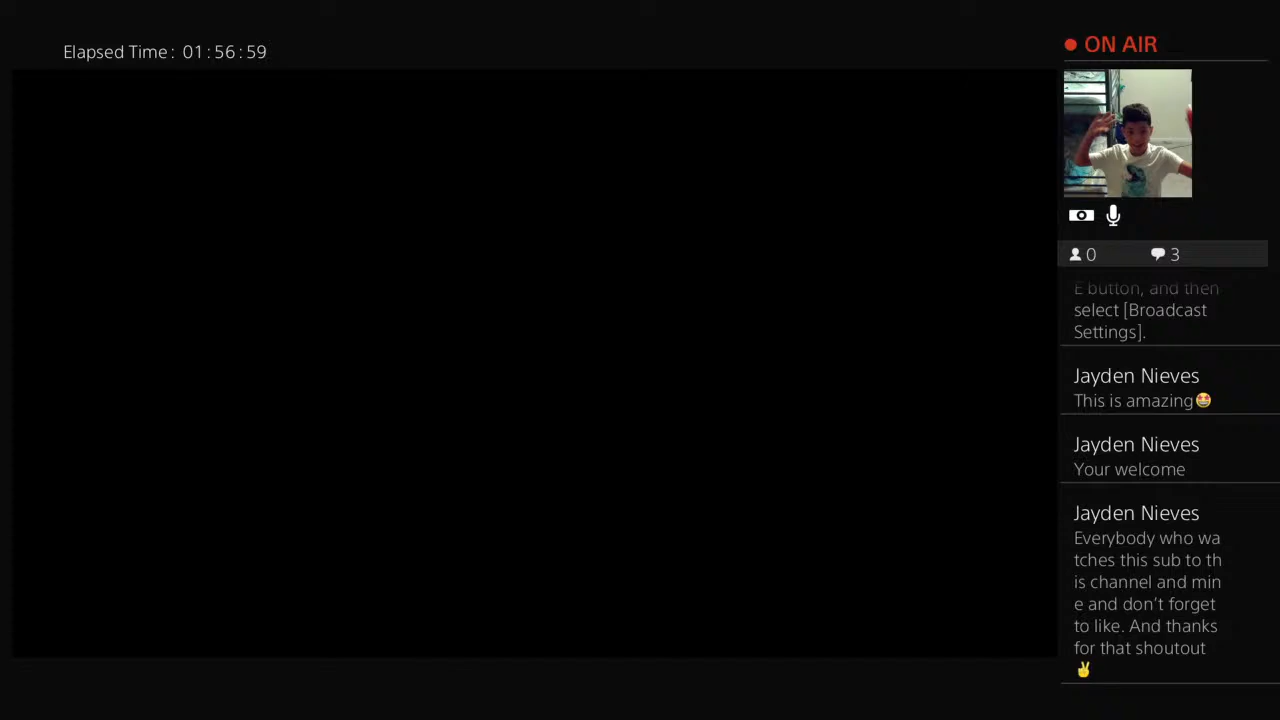 Elapsed Time: 01:56:59
ON AIR
0 3
E button, and then
select [Broadcast
Settings].
Jayden Nieves
This is amazing🤩
Jayden Nieves
Your welcome
Jayden Nieves
Everybody who wa
tches this sub to th
is channel and min
e and don’t forget
to like. And thanks
for that shoutout
✌